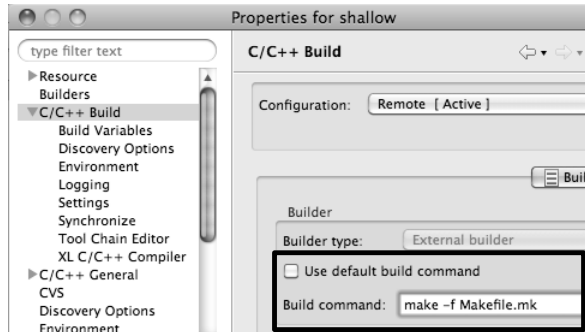 Properties for shallow
type filter text
Resource
Builders
C/C++ Build
Build Variables
Discovery Options
Environment
Logging
Settings
Synchronize
Tool Chain Editor
XL C/C++ Compiler
C/C++ General
CVS
Discovery Options
Environment
C/C++ Build
Configuration: Remote [ Active ]
Buil
Builder
Builder type: External builder
Use default build command
Build command: make -f Makefile.mk